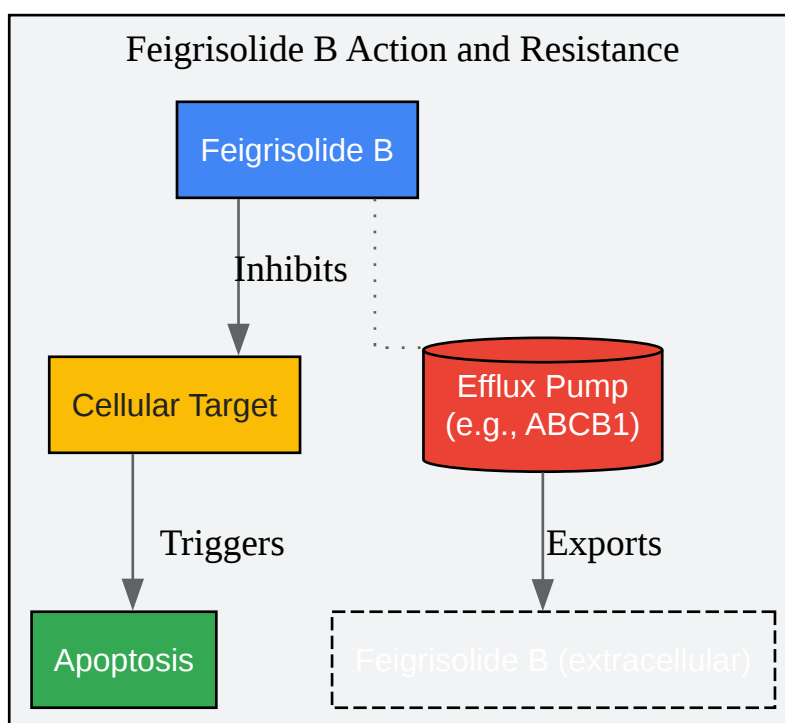 Feigrisolide B Action and Resistance
Feigrisolide B
Inhibits
Cellular Target
Efflux Pump
(e.g., ABCB1)
Triggers
Exports
Apoptosis
Feigrisolide B (extracellular)